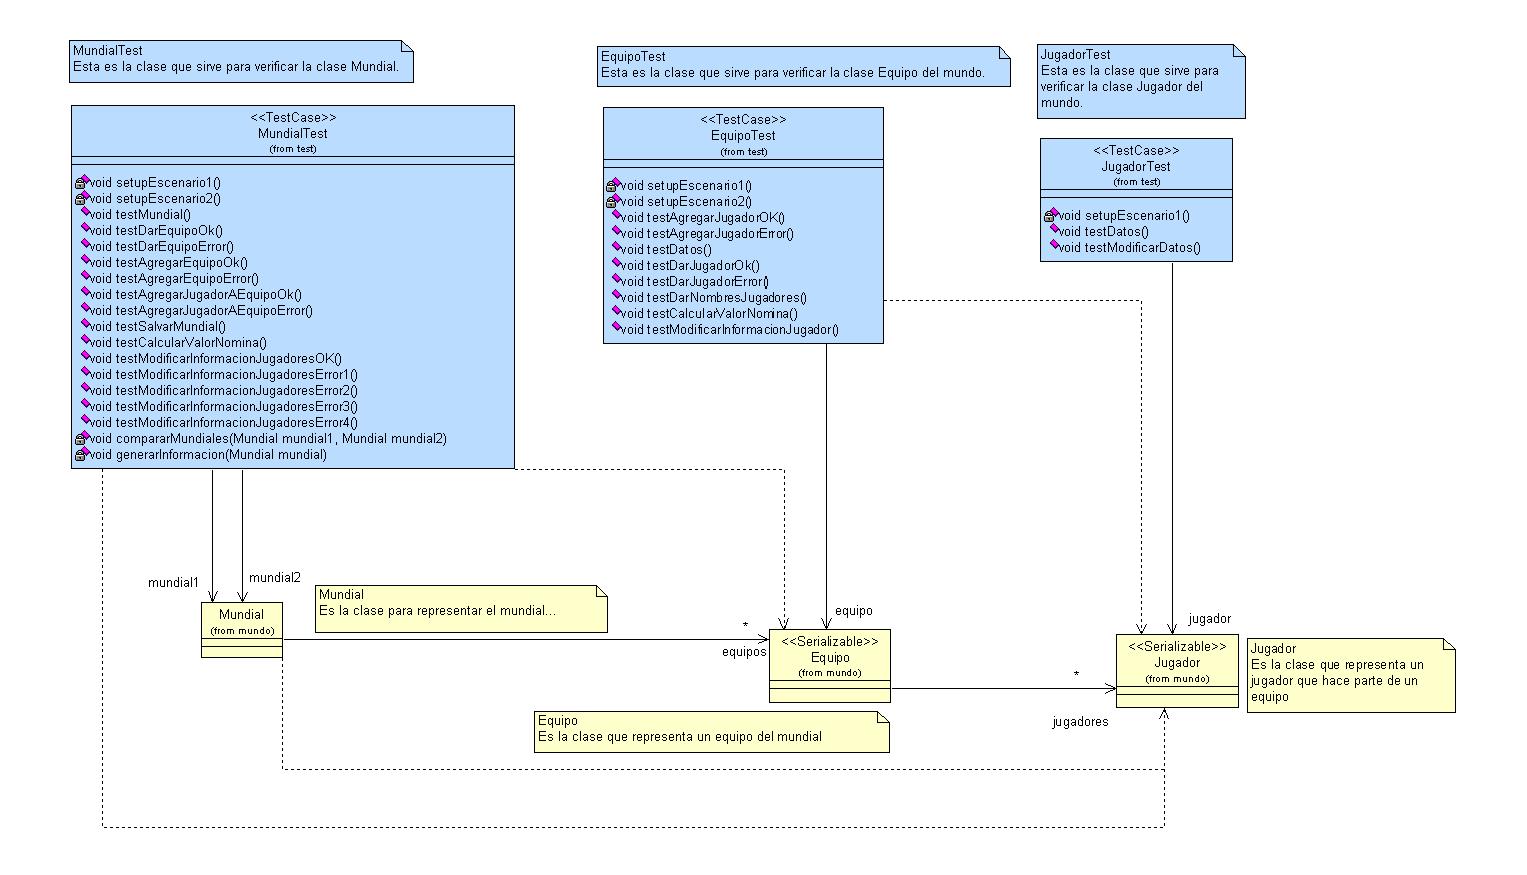 MundialTest
Esta es la clase que sirve para verificar la clase Mundial.
EquipoTest
Esta es la clase que sirve para verificar la clase Equipo del mundo.
JugadorTest
Esta es la clase que sirve para
verificar la clase Jugador del
mundo.
<<TestCase>>
MundialTest
(from test)
void setupEscenario1()
void setupEscenario2()
void testMundial()
void testDarEquipoOk()
void testDarEquipoError()
void testAgregarEquipoOk()
void testAgregarEquipoError()
void testAgregarJugadorAEquipoOk()
void testAgregarJugadorAEquipoError()
void testSalvarMundial()
void testCalcularValorNomina()
void testModificarInformacionJugadoresOK()
void testModificarInformacionJugadoresError1()
void testModificarInformacionJugadoresError2()
void testModificarInformacionJugadoresError3()
void testModificarInformacionJugadoresError4()
void compararMundiales(Mundial mundial1, Mundial mundial2)
void generarInformacion(Mundial mundial)
<<TestCase>>
EquipoTest
(from test)
void setupEscenario1()
void setupEscenario2()
void testAgregarJugadorOK()
void testAgregarJugadorError()
void testDatos()
void testDarJugadorOk()
void testDarJugadorError()
void testDarNombresJugadores()
void testCalcularValorNomina()
void testModificarInformacionJugador()
<<TestCase>>
JugadorTest
(from test)
void setupEscenario1()
void testDatos()
void testModificarDatos()
mundial1
mundial2
Mundial
(from mundo)
Mundial
Es la clase para representar el mundial...
*
equipos
equipo
<<Serializable>>
Equipo
(from mundo)
Equipo
Es la clase que representa un equipo del mundial
*
jugadores
jugador
<<Serializable>>
Jugador
(from mundo)
Jugador
Es la clase que representa un
jugador que hace parte de un
equipo